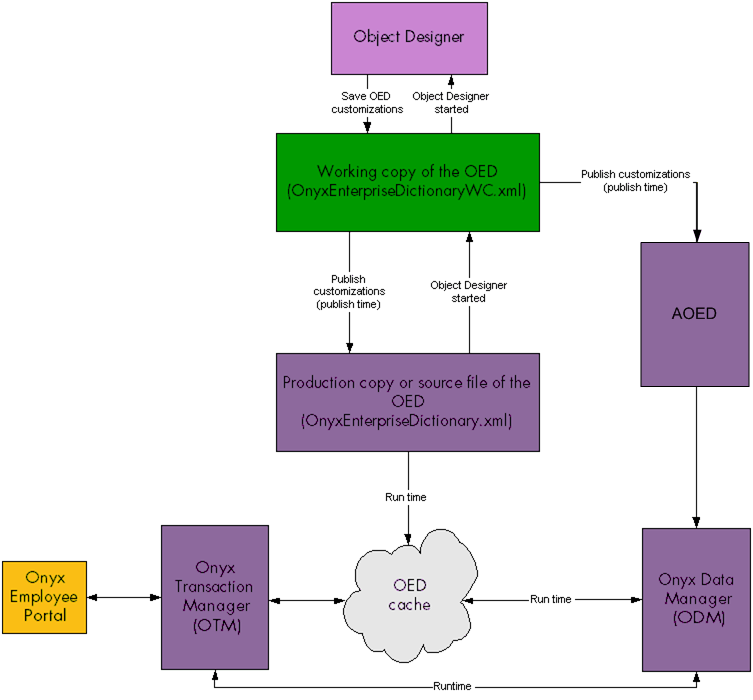 Object Designer
Save OED
customizations
Object Designer
started
Working copy of the OED
(OnyxEnterpriseDictionaryWC.xml)
Publish customizations
(publish time)
Publish
customizations
(publish time)
Object Designer
started
AOED
Production copy or source file of the
OED
(OnyxEnterpriseDictionary.xml)
Run time
Onyx
Employee
Portal
Onyx
Transaction
Manager
(OTM)
OED
cache
Run time
Onyx Data
Manager
(ODM)
Runtime